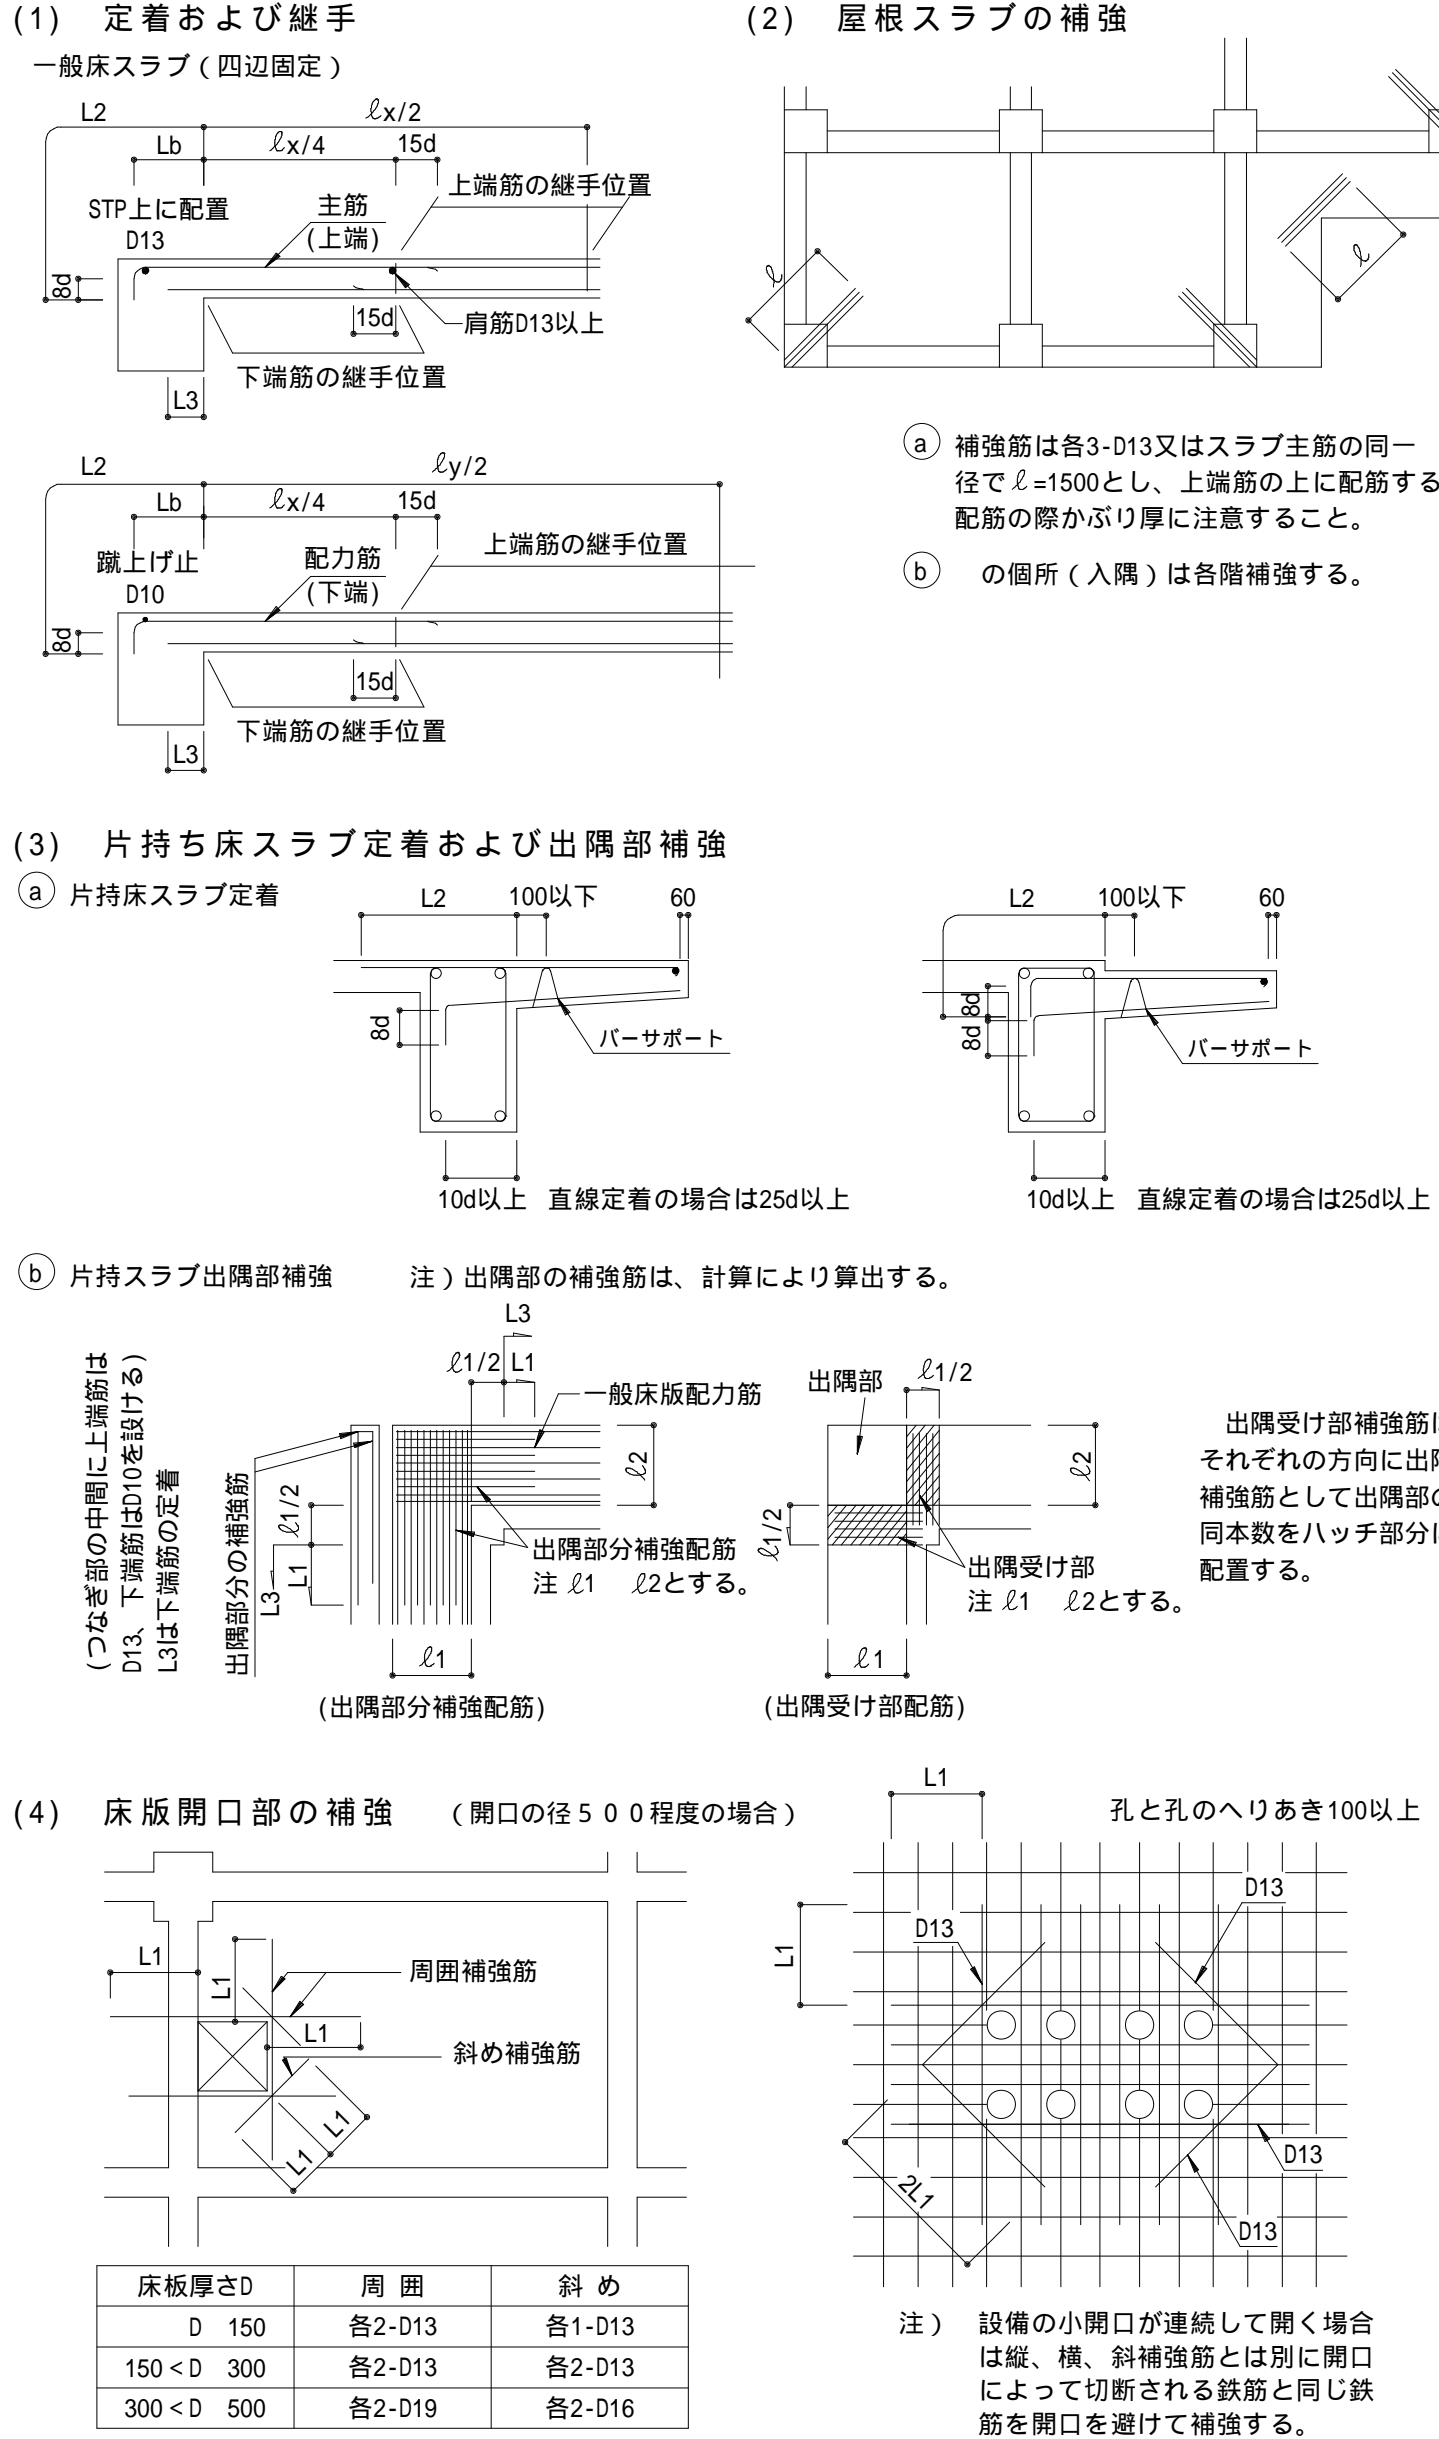 (1) 定着および継手
一般床スラブ(四辺固定)
L2
ℓx/2
Lb
ℓx/4
15d
上端筋の継手位置
STP上に配置
主筋
D13
(上端)
8d
15d
肩筋D13以上
下端筋の継手位置
L3
L2
ℓy/2
Lb
ℓx/4
15d
上端筋の継手位置
蹴上げ止
配力筋
D10
(下端)
8d
15d
下端筋の継手位置
L3
(2) 屋根スラブの補強
ℓ
ℓ
a 補強筋は各3-D13又はスラブ主筋の同一
径でℓ=1500とし、上端筋の上に配筋する
配筋の際かぶり厚に注意すること。
b の個所(入隅)は各階補強する。
(3) 片持ち床スラブ定着および出隅部補強
a 片持床スラブ定着
L2
100以下
60
8d
バーサポート
10d以上 直線定着の場合は25d以上
L2
100以下
60
8d
8d
バーサポート
10d以上 直線定着の場合は25d以上
b 片持スラブ出隅部補強 注)出隅部の補強筋は、計算により算出する。
(つなぎ部の中間に上端筋は
D13、下端筋はD10を設ける)
L3は下端筋の定着
出隅部分の補強筋
L3
ℓ1/2
L1
一般床版配力筋
ℓ2
ℓ1/2
L3
L1
出隅部分補強配筋
注 ℓ1 ℓ2とする。
ℓ1
(出隅部分補強配筋)
出隅部
ℓ1/2
ℓ2
ℓ1/2
出隅受け部
注 ℓ1 ℓ2とする。
ℓ1
(出隅受け部配筋)
出隅受け部補強筋
それぞれの方向に出
補強筋として出隅部
同本数をハッチ部分
配置する。
(4) 床版開口部の補強 (開口の径500程度の場合)
L1
L1
周囲補強筋
L1
斜め補強筋
L1
L1
床板厚さD 周囲 斜め
D 150 各2-D13 各1-D13
150<D 300 各2-D13 各2-D13
300<D 500 各2-D19 各2-D16
L1
孔と孔のへりあき100以上
D13
D13
L1
D13
2L1
D13
注) 設備の小開口が連続して開く場合
は縦、横、斜補強筋とは別に開口
によって切断される鉄筋と同じ鉄
筋を開口を避けて補強する。